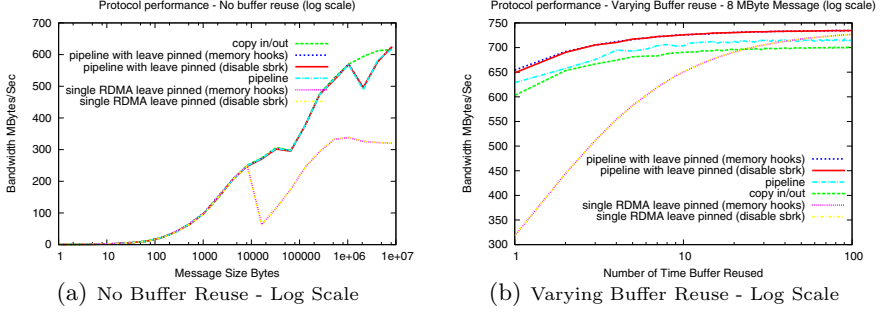 Protocol performance - No buffer reuse (log scale)
700
600
500
400
300
200
100
0
Bandwidth MBytes/Sec
copy in/out
pipeline with leave pinned (memory hooks)
pipeline with leave pinned (disable sbrk)
pipeline
single RDMA leave pinned (memory hooks)
single RDMA leave pinned (disable sbrk)
1 10 100 1000 10000 100000 1e+06 1e+07
Message Size Bytes
(a) No Buffer Reuse - Log Scale
Protocol performance - Varying Buffer reuse - 8 MByte Message (log scale)
750
700
650
600
550
500
450
400
350
300
Bandwidth MBytes/Sec
pipeline with leave pinned (memory hooks)
pipeline with leave pinned (disable sbrk)
pipeline
copy in/out
single RDMA leave pinned (memory hooks)
single RDMA leave pinned (disable sbrk)
1 10 100
Number of Time Buffer Reused
(b) Varying Buffer Reuse - Log Scale